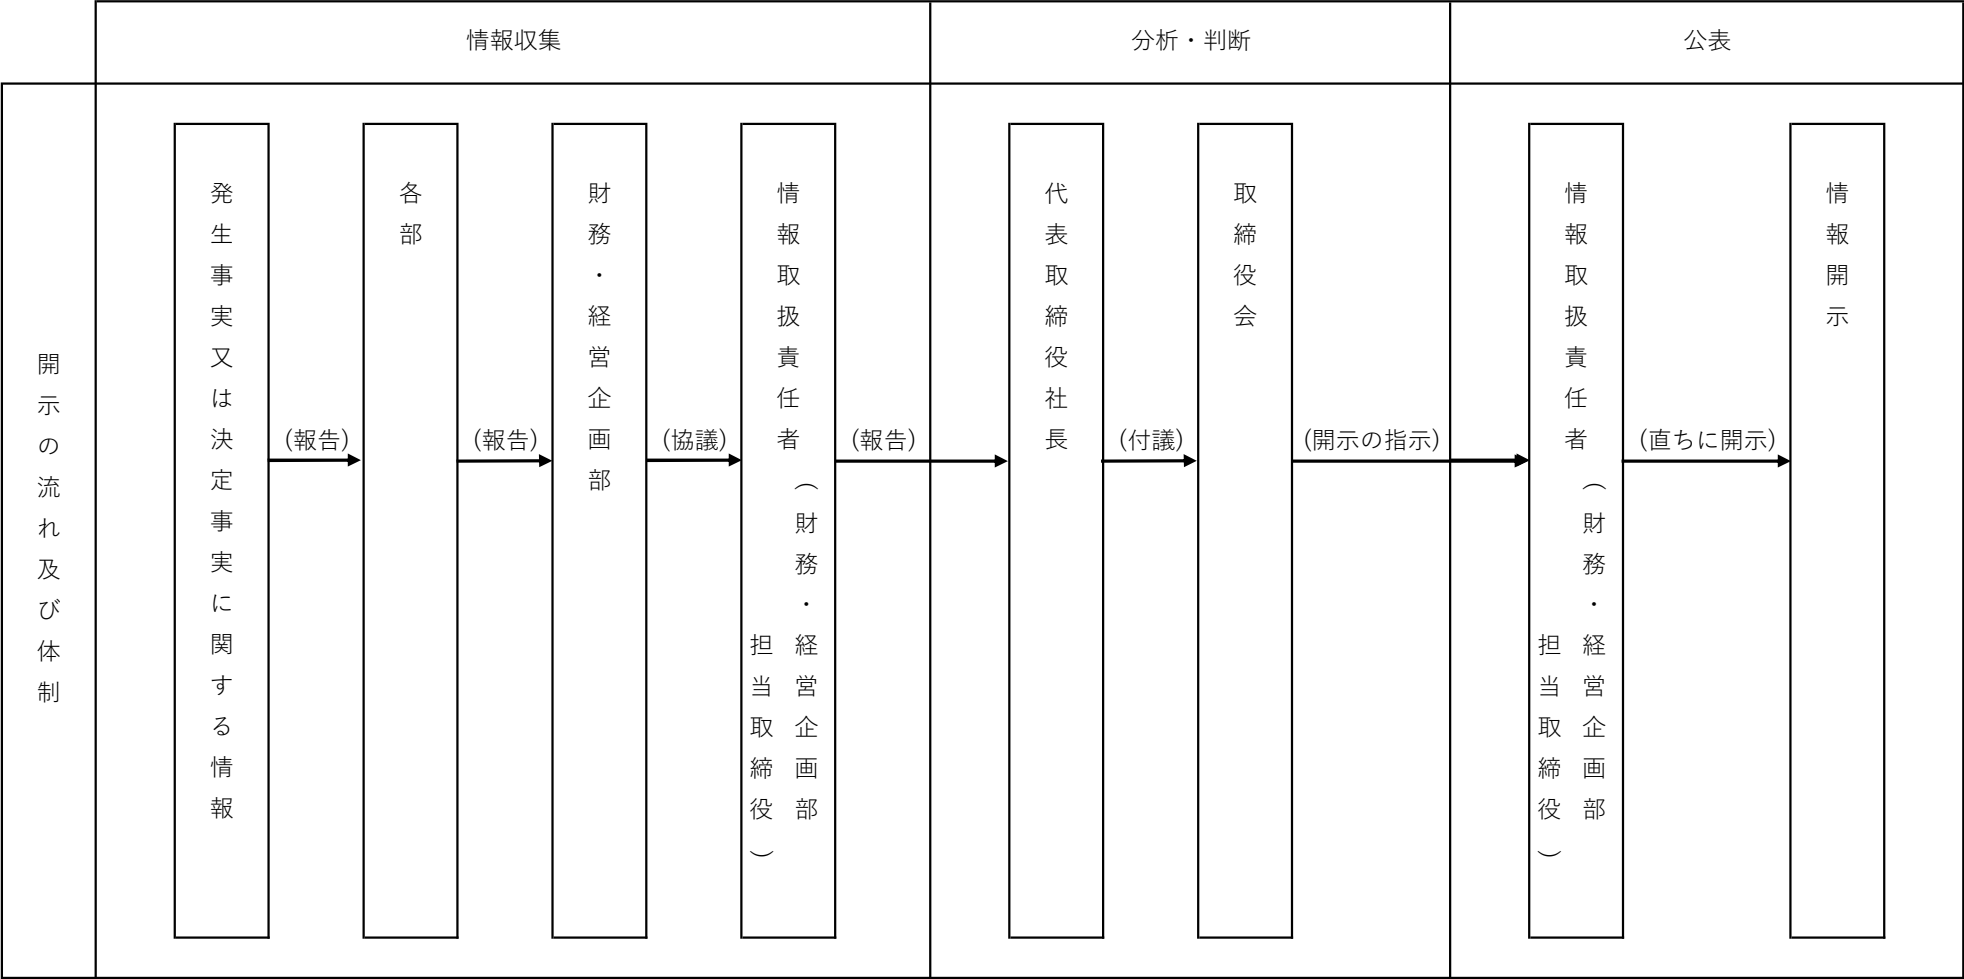 情報収集
分析・判断
公表
開示の流れ及び体制
発生事実又は決定事実に関する情報
(報告)
各部
(報告)
財務・経営企画部
(協議)
情報取扱責任者
（財務・経営企画部
担当取締役）
(報告)
代表取締役社長
(付議)
取締役会
(開示の指示)
情報取扱責任者
（財務・経営企画部
担当取締役）
(直ちに開示)
情報開示